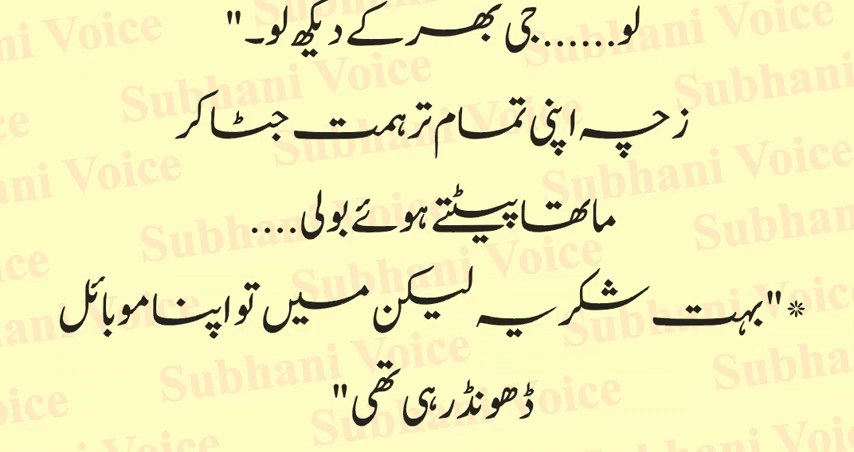 لو......جی بھر کے دیکھ لو۔"
زچہ اپنی تمام تر ہمت جٹا کر
ماتھا پیٹتے ہوئے بولی....
*"بہت شکریہ لیکن میں تو اپنا موبائل
ڈھونڈ رہی تھی"
Subhani Voice